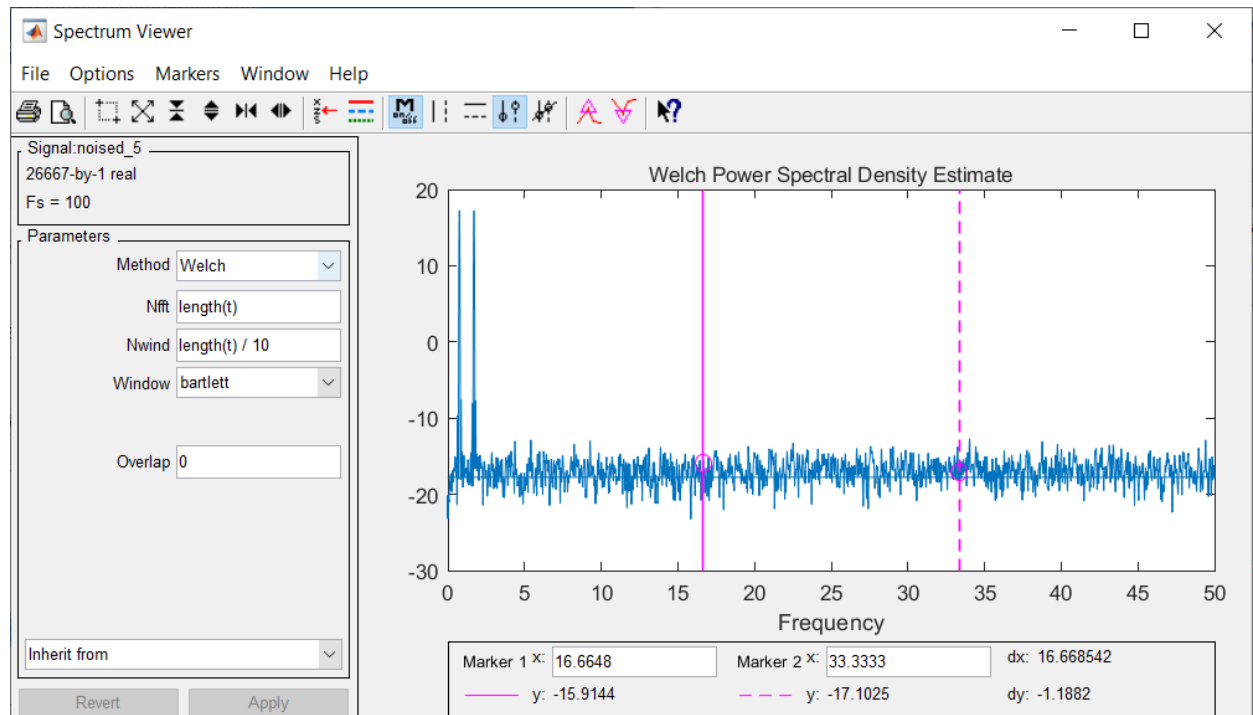 Spectrum Viewer
File Options Markers Window Help
M on/off
Signal:noised_5
26667-by-1 real
Fs = 100
Parameters
Method Welch
Nfft length(t)
Nwind length(t) / 10
Window bartlett
Overlap 0
Inherit from
Revert Apply
Welch Power Spectral Density Estimate
20
10
0
-10
-20
-30
0 5 10 15 20 25 30 35 40 45 50
Frequency
Marker 1 x: 16.6648 Marker 2 x: 33.3333 dx: 16.668542
y: -15.9144 y: -17.1025 dy: -1.1882